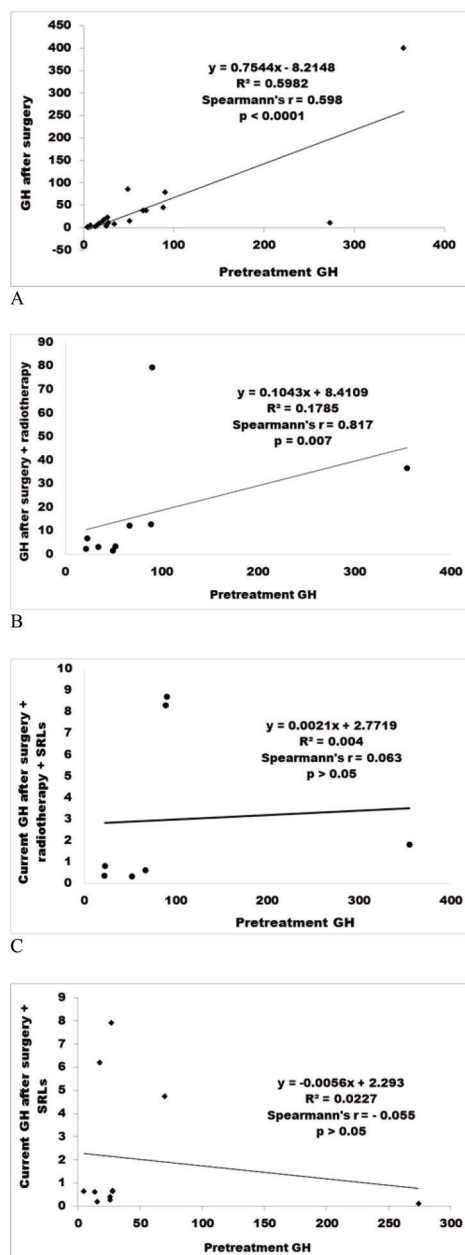 450
400
350
300
250
200
150
100
50
0
-50
GH after surgery
y = 0.7544x - 8.2148
R² = 0.5982
Spearmann's r = 0.598
p < 0.0001
0 100 200 300 400
Pretreatment GH
A
90
80
70
60
50
40
30
20
10
0
GH after surgery + radiotherapy
y = 0.1043x + 8.4109
R² = 0.1785
Spearmann's r = 0.817
p = 0.007
0 100 200 300 400
Pretreatment GH
B
10
9
8
7
6
5
4
3
2
1
0
Current GH after surgery +
radiotherapy + SRLs
y = 0.0021x + 2.7719
R² = 0.004
Spearmann's r = 0.063
p > 0.05
0 100 200 300 400
Pretreatment GH
C
9
8
7
6
5
4
3
2
1
0
Current GH after surgery +
SRLs
y = -0.0056x + 2.293
R² = 0.0227
Spearmann's r = - 0.055
p > 0.05
0 50 100 150 200 250 300
Pretreatment GH